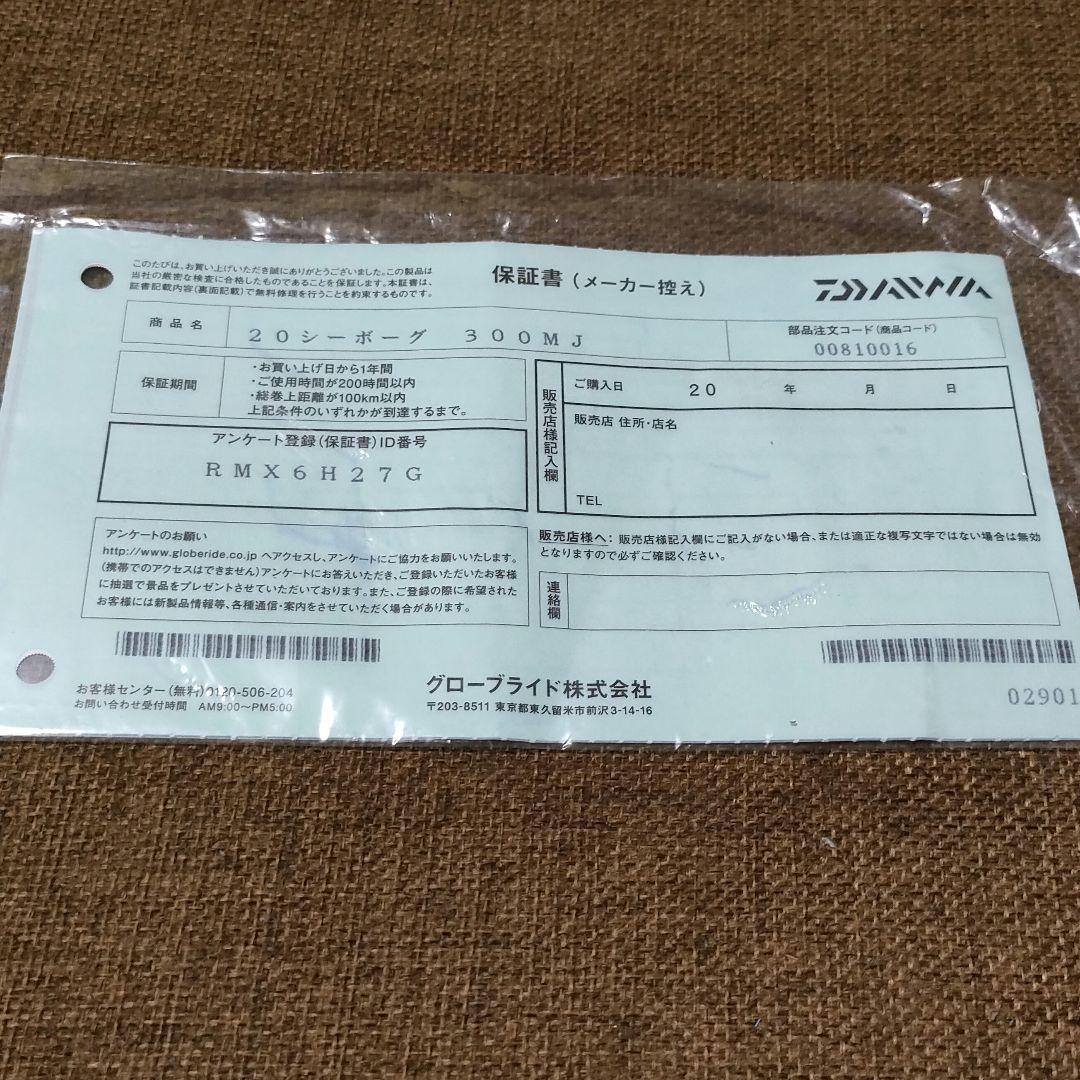 このたびは、お買い上げいただき誠にありがとうございました。この製品は
当社の厳密な検査に合格したものであることを保証します。本証書は、
証書記載内容(裏面記載)で無料修理を行うことを約束するものです。
保証書(メーカー控え)
DAIWA
商品名
20シーボーグ 300MJ
部品注文コード(商品コード)
00810016
保証期間
・お買い上げ日から1年間
・ご使用時間が200時間以内
・総巻上距離が100km以内
上記条件のいずれかが到達するまで。
アンケート登録(保証書)ID番号
RMX6H27G
販売店様記入欄
ご購入日 20 年 月 日
販売店 住所・店名
TEL
アンケートのお願い
http://www.globeride.co.jp へアクセスし、アンケートにご協力をお願いいたします。
(携帯でのアクセスはできません)アンケートにお答えいただき、ご登録いただいたお客様
に抽選で景品をプレゼントさせていただいております。また、ご登録の際に希望された
お客様には新製品情報等、各種通信・案内をさせていただく場合があります。
販売店様へ: 販売店様記入欄にご記入がない場合、または適正な複写文字ではない場合は無効
となりますので必ずご確認ください。
連絡欄
お客様センター(無料)0120-506-204
お問い合わせ受付時間 AM9:00～PM5:00
グローブライド株式会社
〒203-8511 東京都東久留米市前沢3-14-16
02901